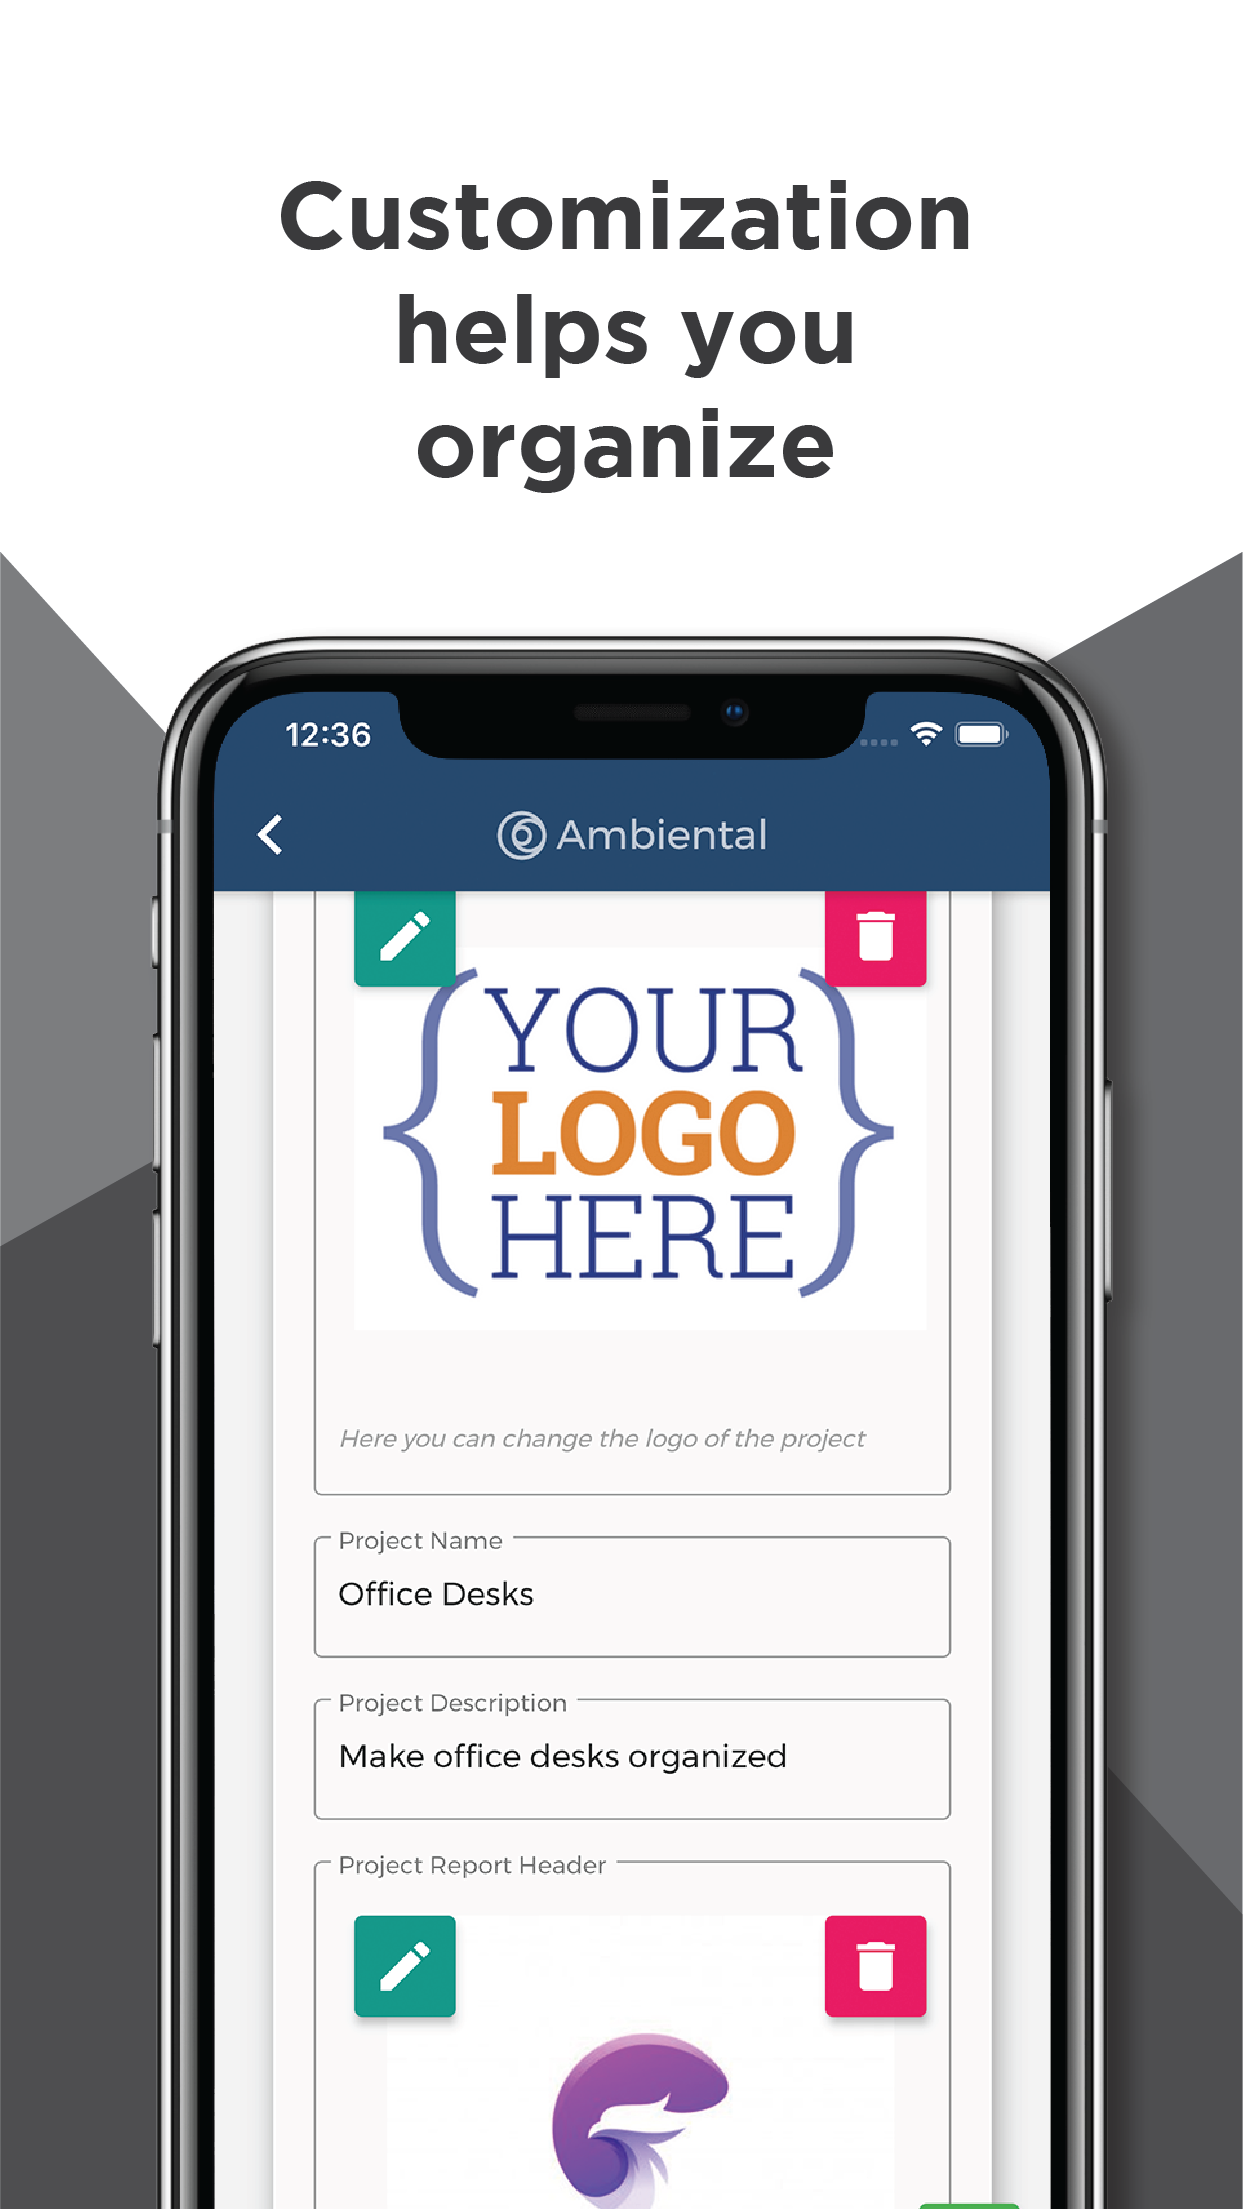 Customization
helps you
organize
12:36
Ambiental
YOUR
LOGO
HERE
Here you can change the logo of the project
Project Name
Office Desks
Project Description
Make office desks organized
Project Report Header